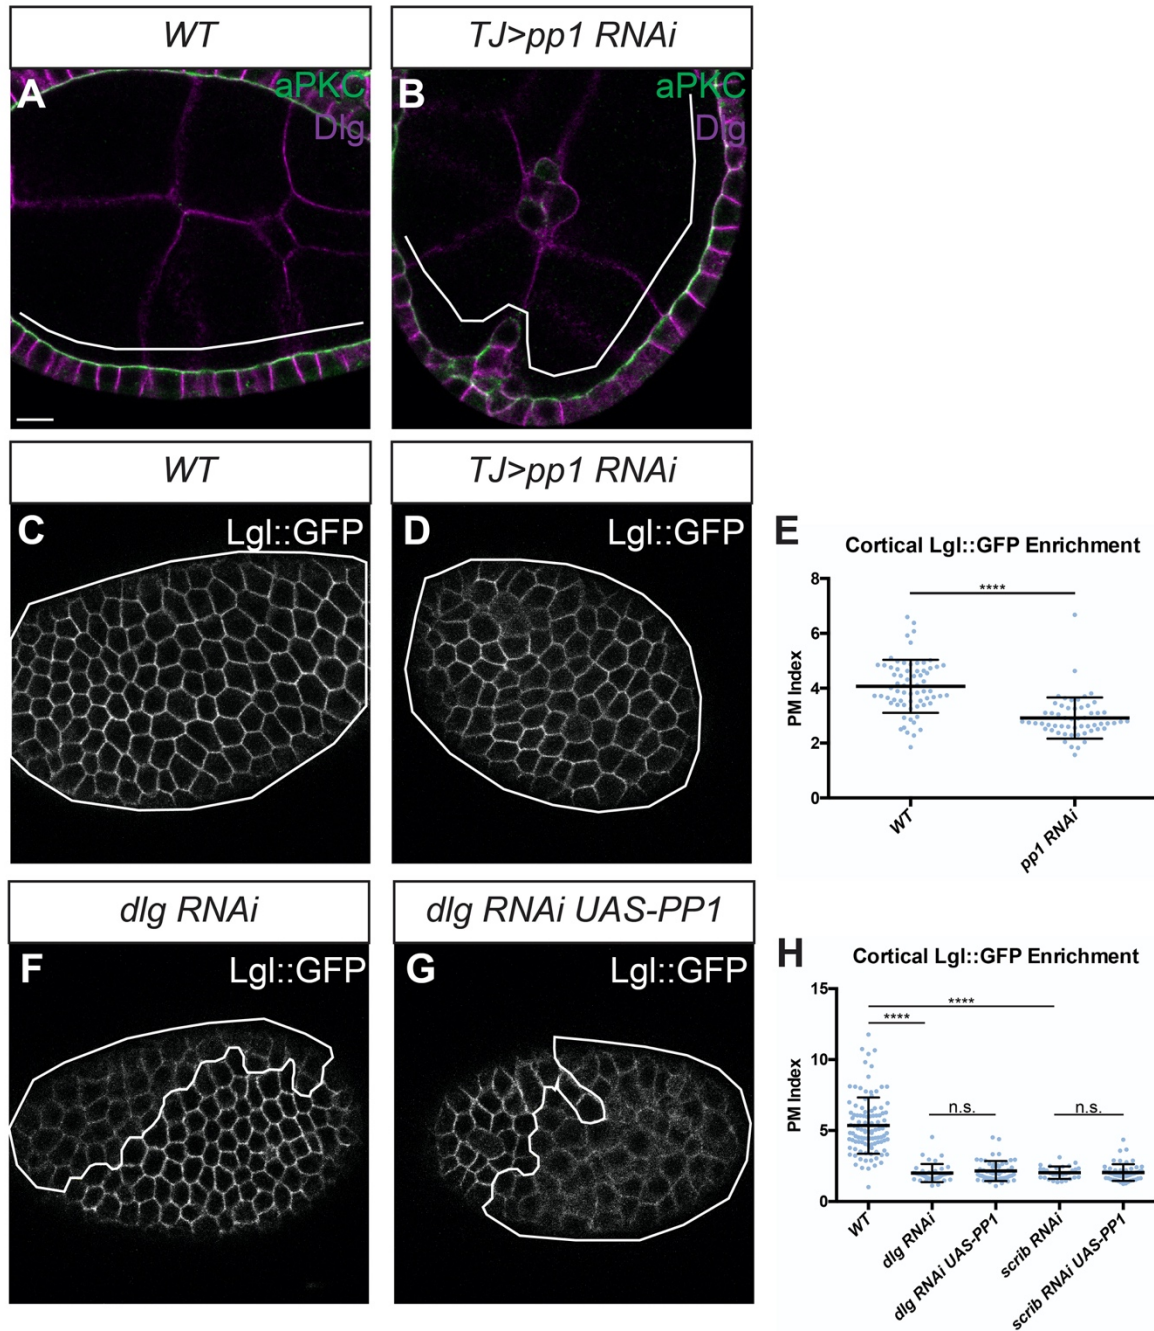 WT
TJ>pp1 RNAi
A
aPKC
Dlg
B
aPKC
Dlg
WT
TJ>pp1 RNAi
C
Lgl::GFP
D
Lgl::GFP
E
Cortical Lgl::GFP Enrichment
****
8
6
4
2
0
PM Index
WT
pp1 RNAi
dlg RNAi
dlg RNAi UAS-PP1
F
Lgl::GFP
G
Lgl::GFP
H
Cortical Lgl::GFP Enrichment
****
****
n.s.
n.s.
15
10
5
0
PM Index
WT
dlg RNAi
dlg RNAi UAS-PP1
scrib RNAi
scrib RNAi UAS-PP1